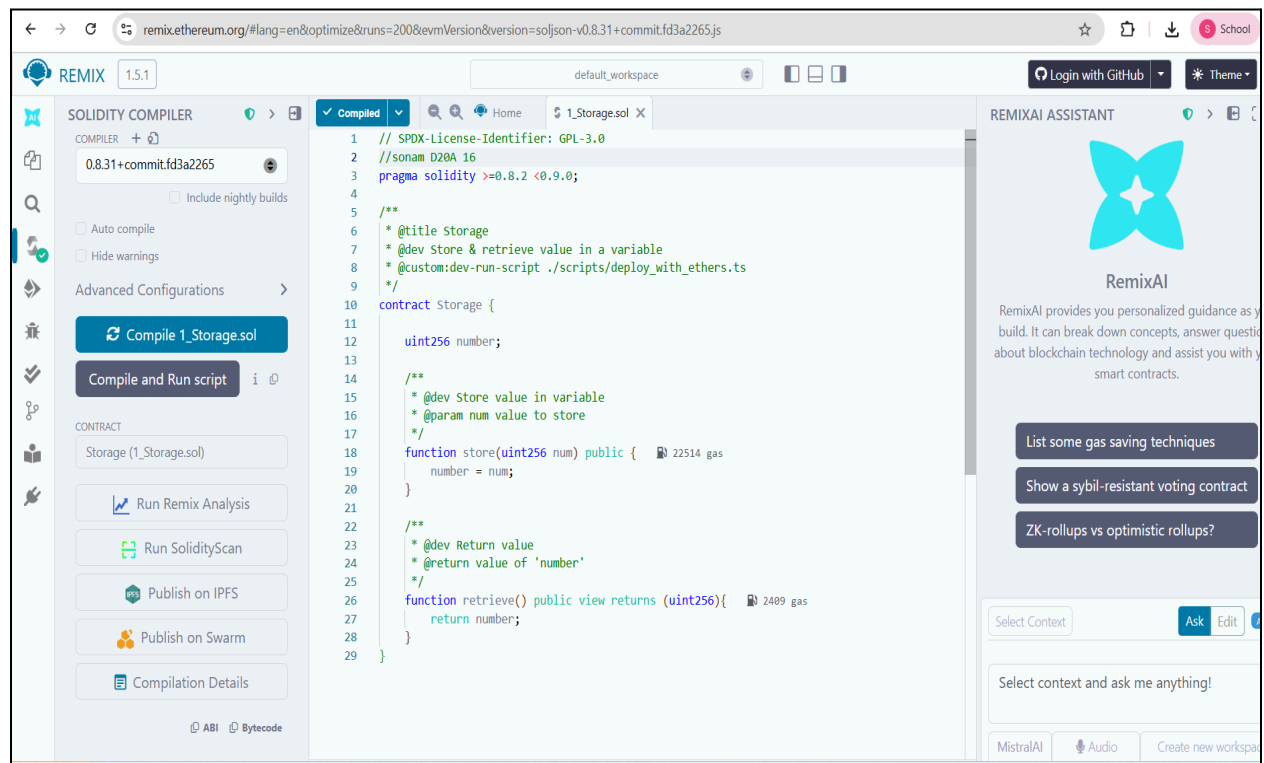 remix.ethereum.org/#lang=en&optimize&runs=200&evmVersion&version=soljson-v0.8.31+commit.fd3a2265.js
S School
REMIX 1.5.1
default_workspace
Login with GitHub
Theme
SOLIDITY COMPILER
COMPILER
0.8.31+commit.fd3a2265
Include nightly builds
Auto compile
Hide warnings
Advanced Configurations
Compile 1_Storage.sol
Compile and Run script
i
CONTRACT
Storage (1_Storage.sol)
Run Remix Analysis
Run SolidityScan
IPFS Publish on IPFS
Publish on Swarm
Compilation Details
ABI Bytecode
AI
Compiled
Home
1_Storage.sol
1 // SPDX-License-Identifier: GPL-3.0
2 //sonam D20A 16
3 pragma solidity >=0.8.2 <0.9.0;
4
5 /**
6 * @title Storage
7 * @dev Store & retrieve value in a variable
8 * @custom:dev-run-script ./scripts/deploy_with_ethers.ts
9 */
10 contract Storage {
11
12 uint256 number;
13
14 /**
15 * @dev Store value in variable
16 * @param num value to store
17 */
18 function store(uint256 num) public { 22514 gas
19 number = num;
20 }
21
22 /**
23 * @dev Return value
24 * @return value of 'number'
25 */
26 function retrieve() public view returns (uint256){ 2409 gas
27 return number;
28 }
29 }
REMIXAI ASSISTANT
RemixAI
RemixAI provides you personalized guidance as y
build. It can break down concepts, answer questio
about blockchain technology and assist you with y
smart contracts.
List some gas saving techniques
Show a sybil-resistant voting contract
ZK-rollups vs optimistic rollups?
Select Context
Ask Edit
Select context and ask me anything!
MistralAI Audio Create new workspac